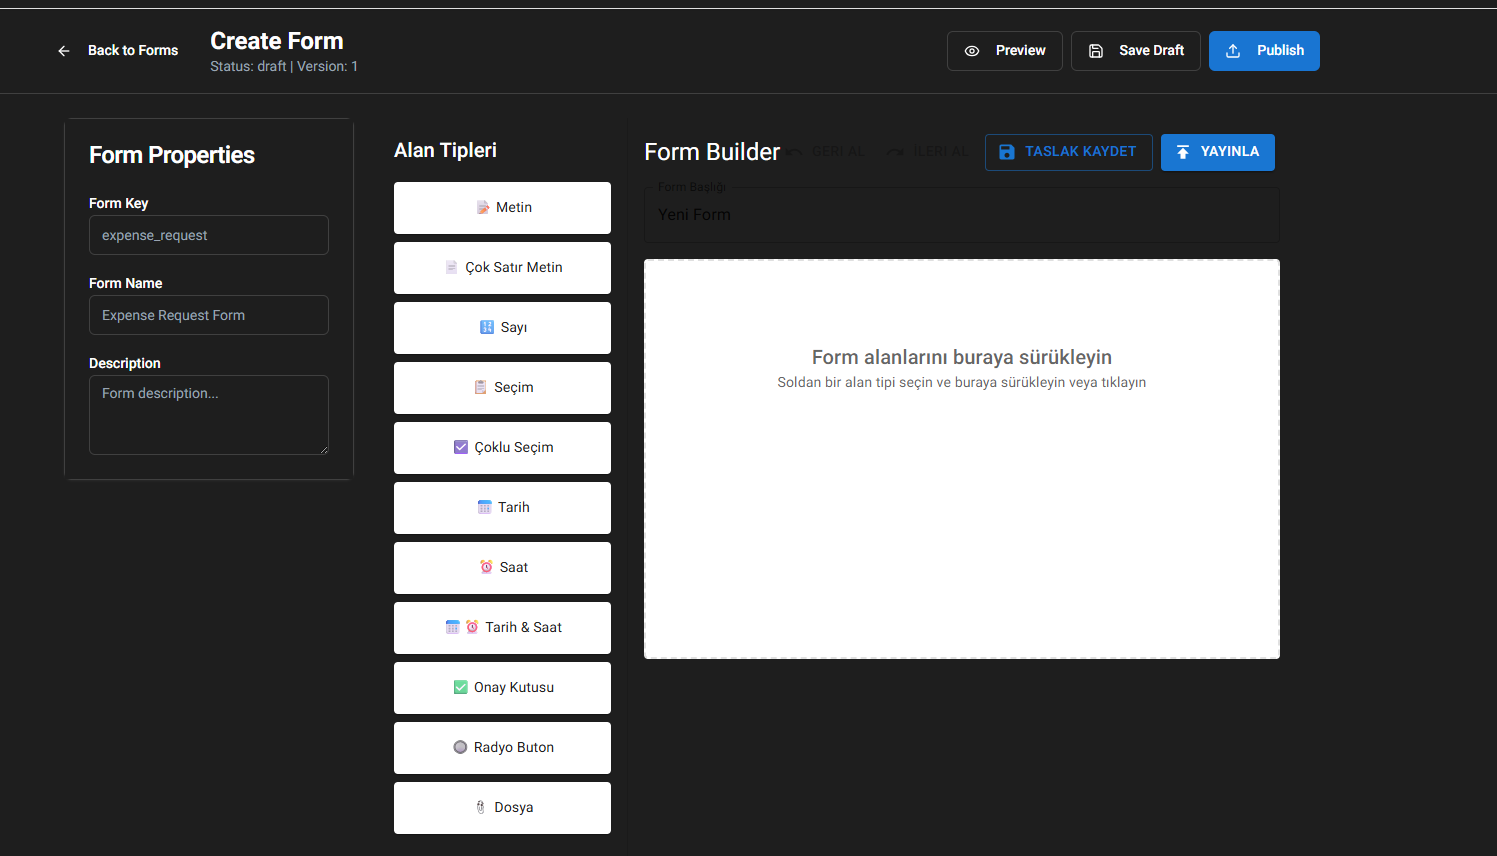 Back to Forms
Create Form
Status: draft | Version: 1
Preview
Save Draft
Publish
Form Properties
Form Key
expense_request
Form Name
Expense Request Form
Description
Form description...
Alan Tipleri
Metin
Çok Satır Metin
Sayı
Seçim
Çoklu Seçim
Tarih
Saat
Tarih & Saat
Onay Kutusu
Radyo Buton
Dosya
Form Builder
GERI AL
İLERI AL
TASLAK KAYDET
YAYINLA
Form Başlığı
Yeni Form
Form alanlarını buraya sürükleyin
Soldan bir alan tipi seçin ve buraya sürükleyin veya tıklayın